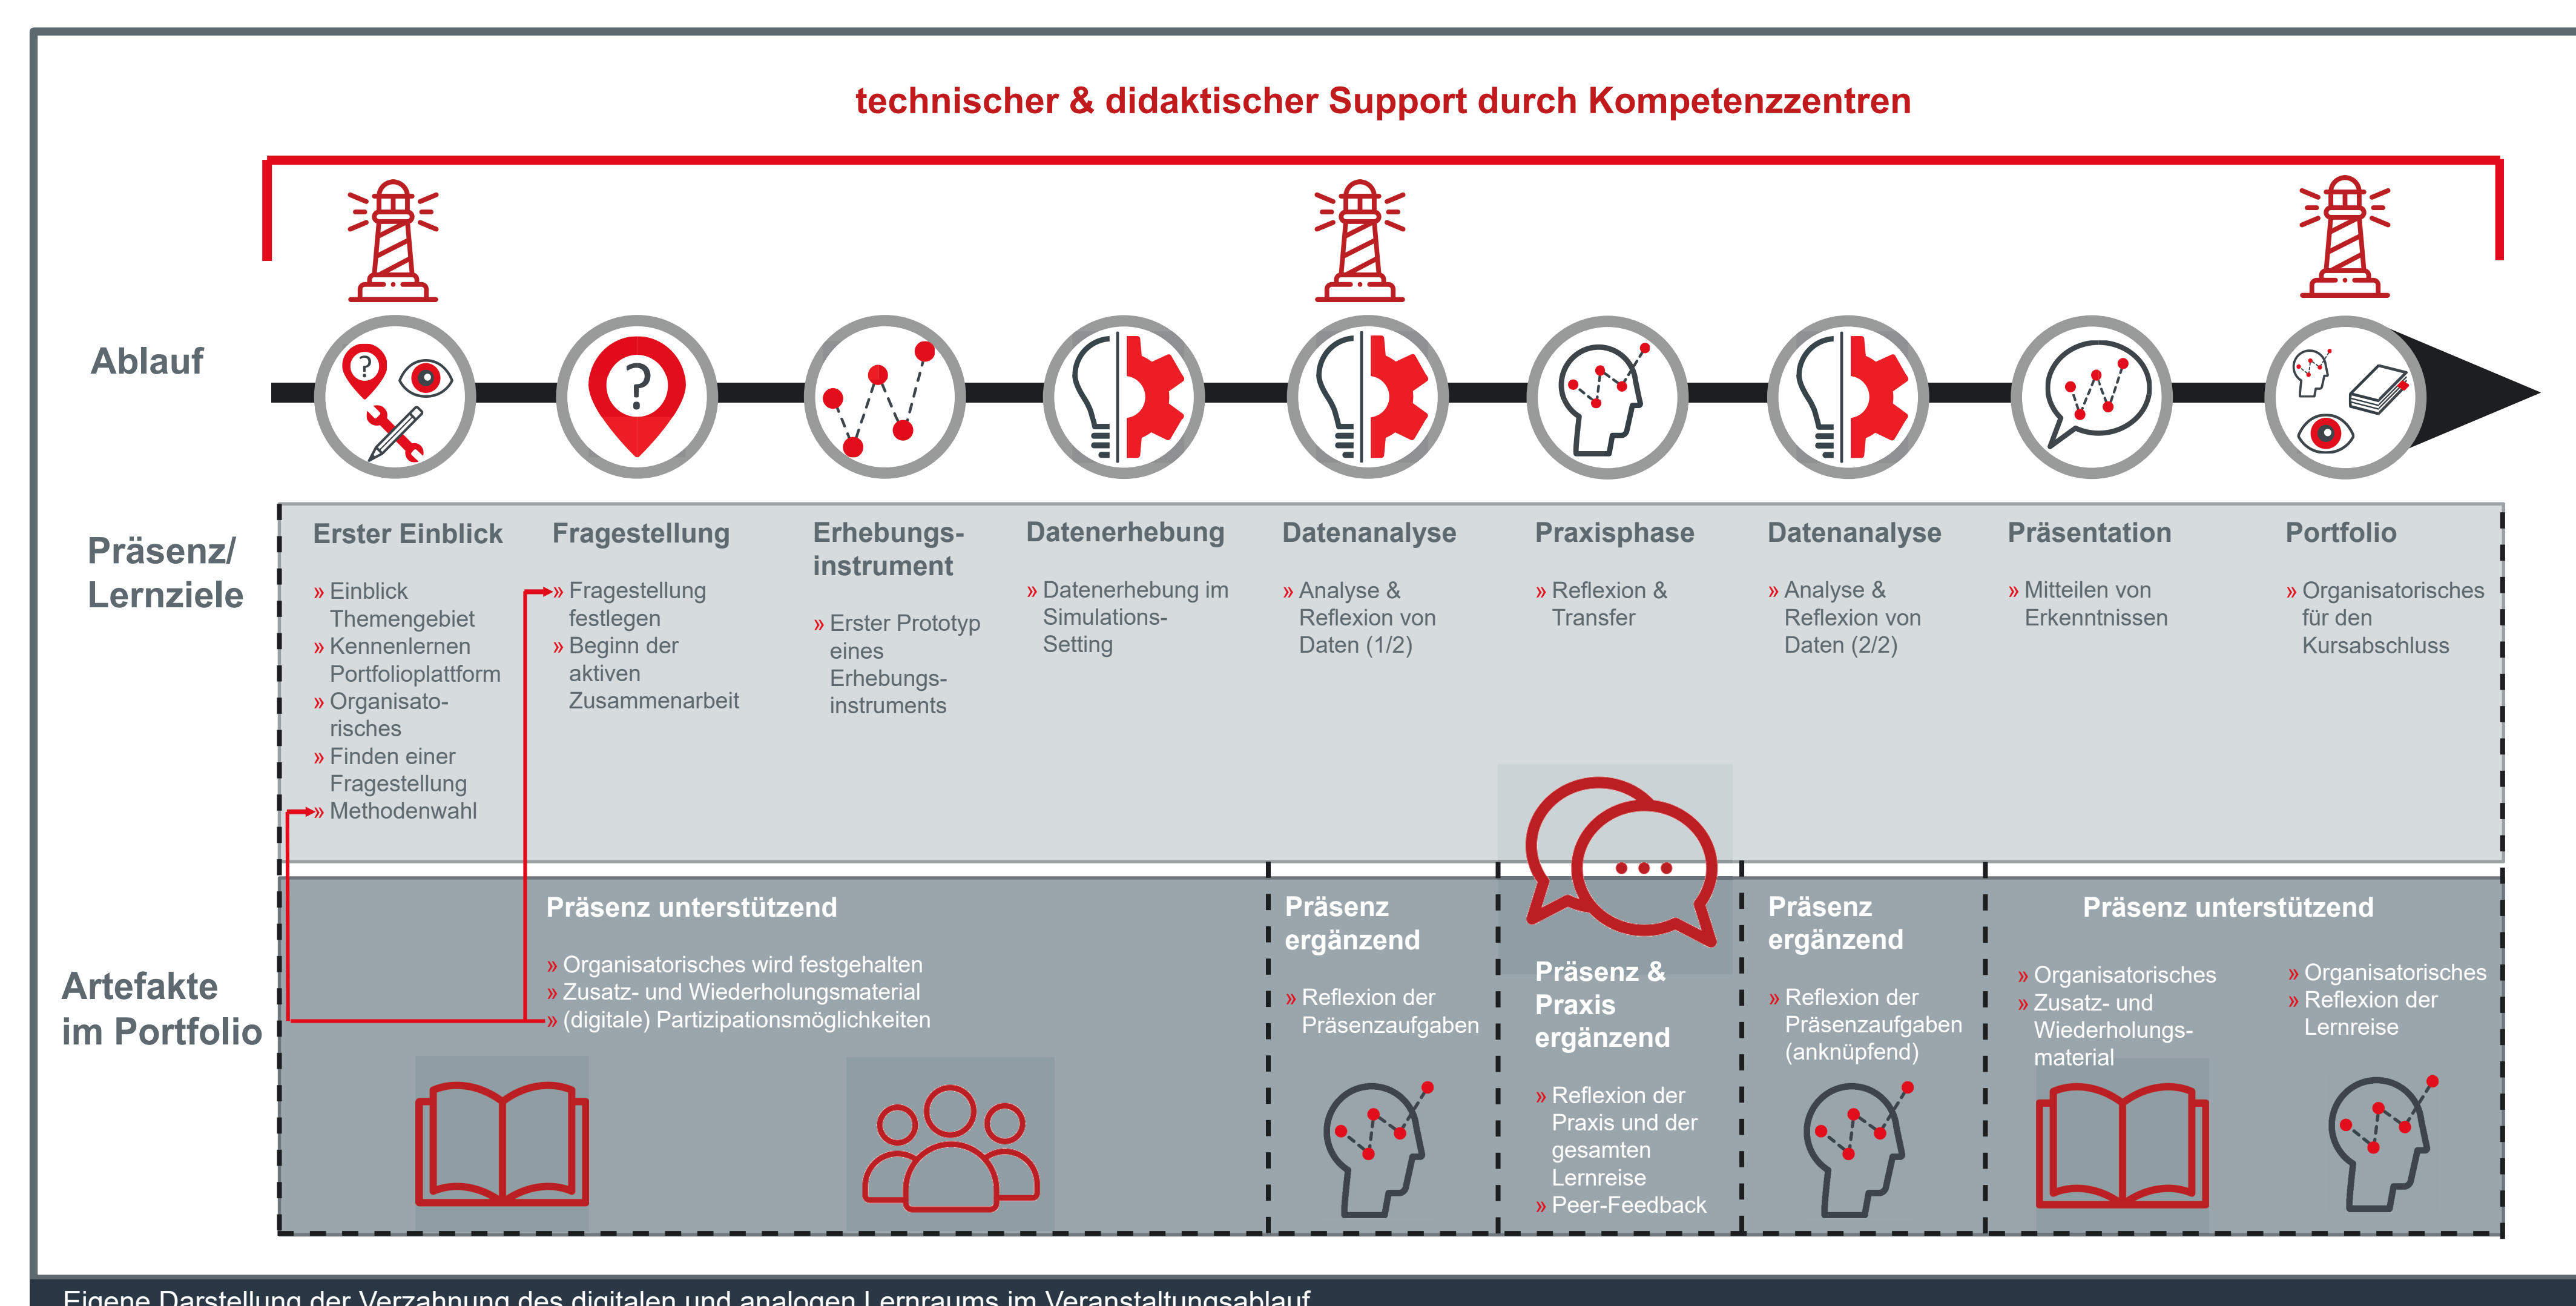 technischer & didaktischer Support durch Kompetenzzentren
Ablauf
?
?
?
Präsenz/
Lernziele
Erster Einblick
» Einblick
Themengebiet
» Kennenlernen
Portfolioplattform
» Organisato-
risches
» Finden einer
Fragestellung
» Methodenwahl
Fragestellung
» Fragestellung
festlegen
» Beginn der
aktiven
Zusammenarbeit
Erhebungs-
instrument
» Erster Prototyp
eines
Erhebungs-
instruments
Datenerhebung
» Datenerhebung im
Simulations-
Setting
Datenanalyse
» Analyse &
Reflexion von
Daten (1/2)
Praxisphase
» Reflexion &
Transfer
Datenanalyse
» Analyse &
Reflexion von
Daten (2/2)
Präsentation
» Mitteilen von
Erkenntnissen
Portfolio
» Organisatorisches
für den
Kursabschluss
Artefakte
im Portfolio
Präsenz unterstützend
» Organisatorisches wird festgehalten
» Zusatz- und Wiederholungsmaterial
» (digitale) Partizipationsmöglichkeiten
Präsenz
ergänzend
» Reflexion der
Präsenzaufgaben
Präsenz &
Praxis
ergänzend
» Reflexion der
Praxis und der
gesamten
Lernreise
» Peer-Feedback
Präsenz
ergänzend
» Reflexion der
Präsenzaufgaben
(anknüpfend)
Präsenz unterstützend
» Organisatorisches
» Zusatz- und
Wiederholungs-
material
» Organisatorisches
» Reflexion der
Lernreise
Eigene Darstellung der Verzahnung des digitalen und analogen Lernraums im Veranstaltungsablauf